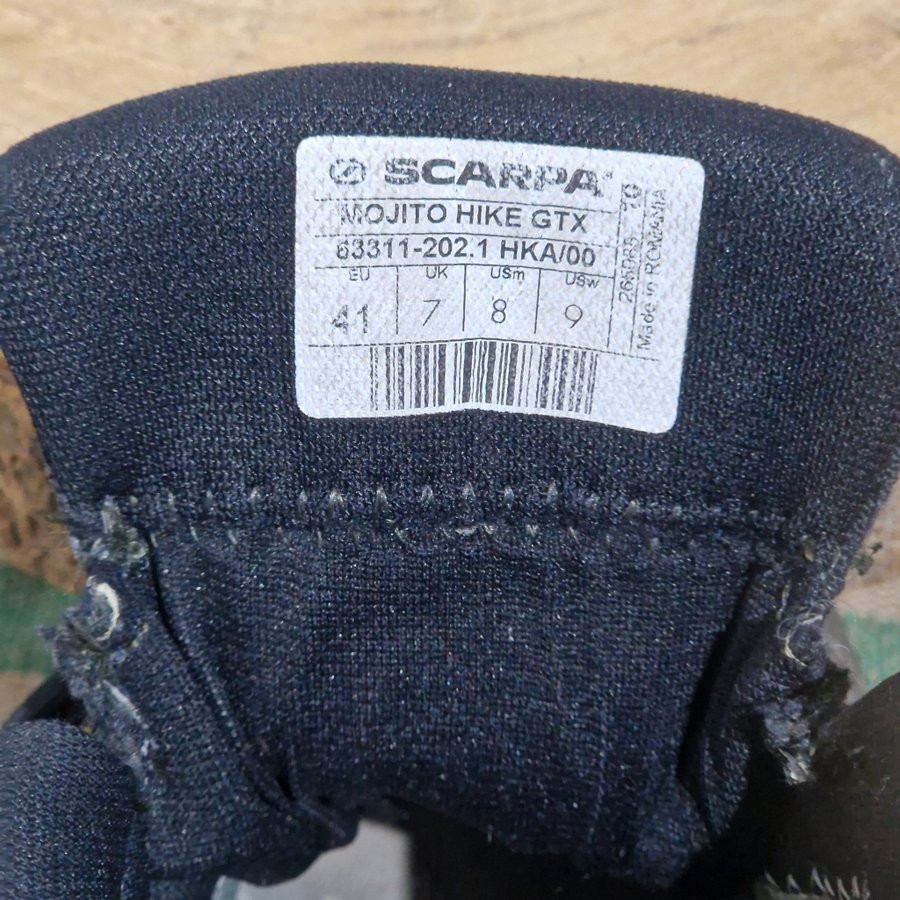 SCARPA
MOJITO HIKE GTX
63311-202.1 HKA/00
EU UK USm USw
41 7 8 9
Made in ROMANIA